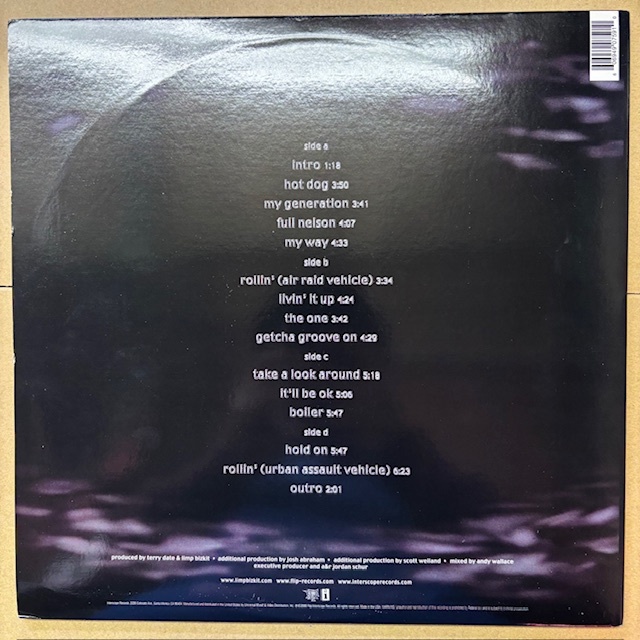 side a
intro 1:18
hot dog 3:50
my generation 3:41
full nelson 4:07
my way 4:33
side b
rollin' (air raid vehicle) 3:34
livin' it up 4:24
the one 3:42
getcha groove on 4:29
side c
take a look around 5:18
it'll be ok 5:06
boiler 5:47
side d
hold on 5:47
rollin' (urban assault vehicle) 6:23
outro 2:01
produced by terry date & limp bizkit • additional production by josh abraham • additional production by scott weiland • mixed by andy wallace
executive producer and a&r jordan schur
www.limpbizkit.com www.flip-records.com www.interscoperecords.com